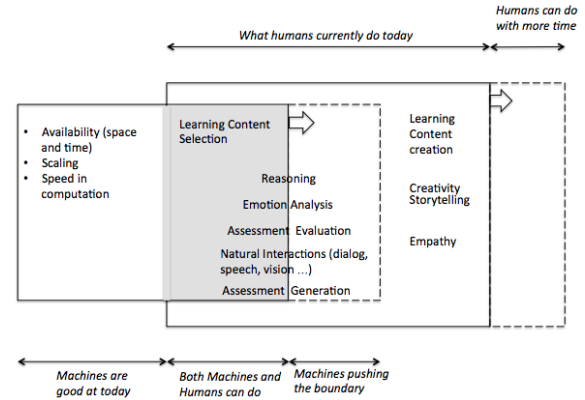 What humans currently do today
Humans can do
with more time
• Availability (space
and time)
• Scaling
• Speed in
computation
Learning Content
Selection
Reasoning
Emotion Analysis
Assessment Evaluation
Natural Interactions (dialog,
speech, vision ...)
Assessment Generation
Learning
Content
creation
Creativity
Storytelling
Empathy
Machines are
good at today
Both Machines and
Humans can do
Machines pushing
the boundary